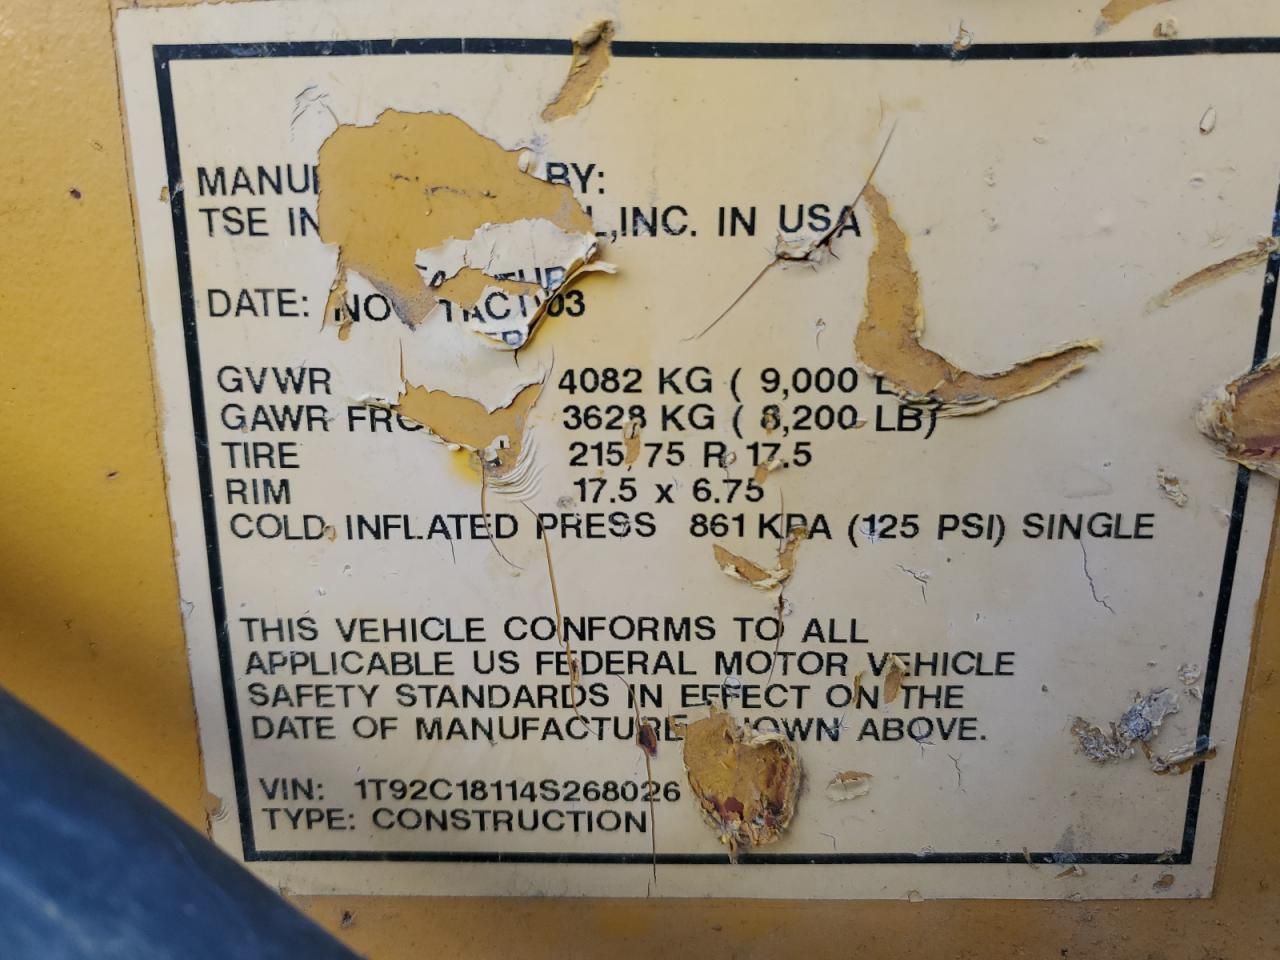 BY:
TSE INC. IN USA
DATE: 03
GVWR 4082 KG ( 9,000
GAWR 3628 KG ( 8,200 LB)
TIRE 215/75 R 17.5
RIM 17.5 x 6.75
COLD INFLATED PRESS 861 KPA (125 PSI) SINGLE
THIS VEHICLE CONFORMS TO ALL
APPLICABLE US FEDERAL MOTOR VEHICLE
SAFETY STANDARDS IN EFFECT ON THE
DATE OF MANUFACTURE SHOWN ABOVE.
VIN: 1T92C18114S268026
TYPE: CONSTRUCTION